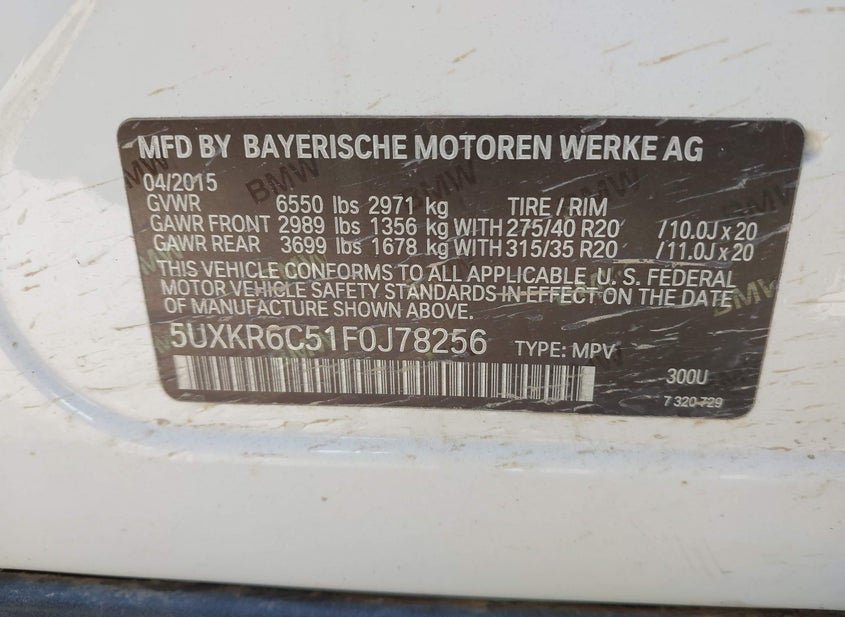 MFD BY BAYERISCHE MOTOREN WERKE AG
04/2015
GVWR 6550 lbs 2971 kg TIRE / RIM
GAWR FRONT 2989 lbs 1356 kg WITH 275/40 R20 /10.0J x 20
GAWR REAR 3699 lbs 1678 kg WITH 315/35 R20 /11.0J x 20
THIS VEHICLE CONFORMS TO ALL APPLICABLE, U. S. FEDERAL
MOTOR VEHICLE SAFETY STANDARDS IN EFFECT ON THE DATE
OF MANUFACTURE SHOWN ABOVE.
5UXKR6C51F0J78256 TYPE: MPV
300U
7 320 729
BMW
BMW
BMW